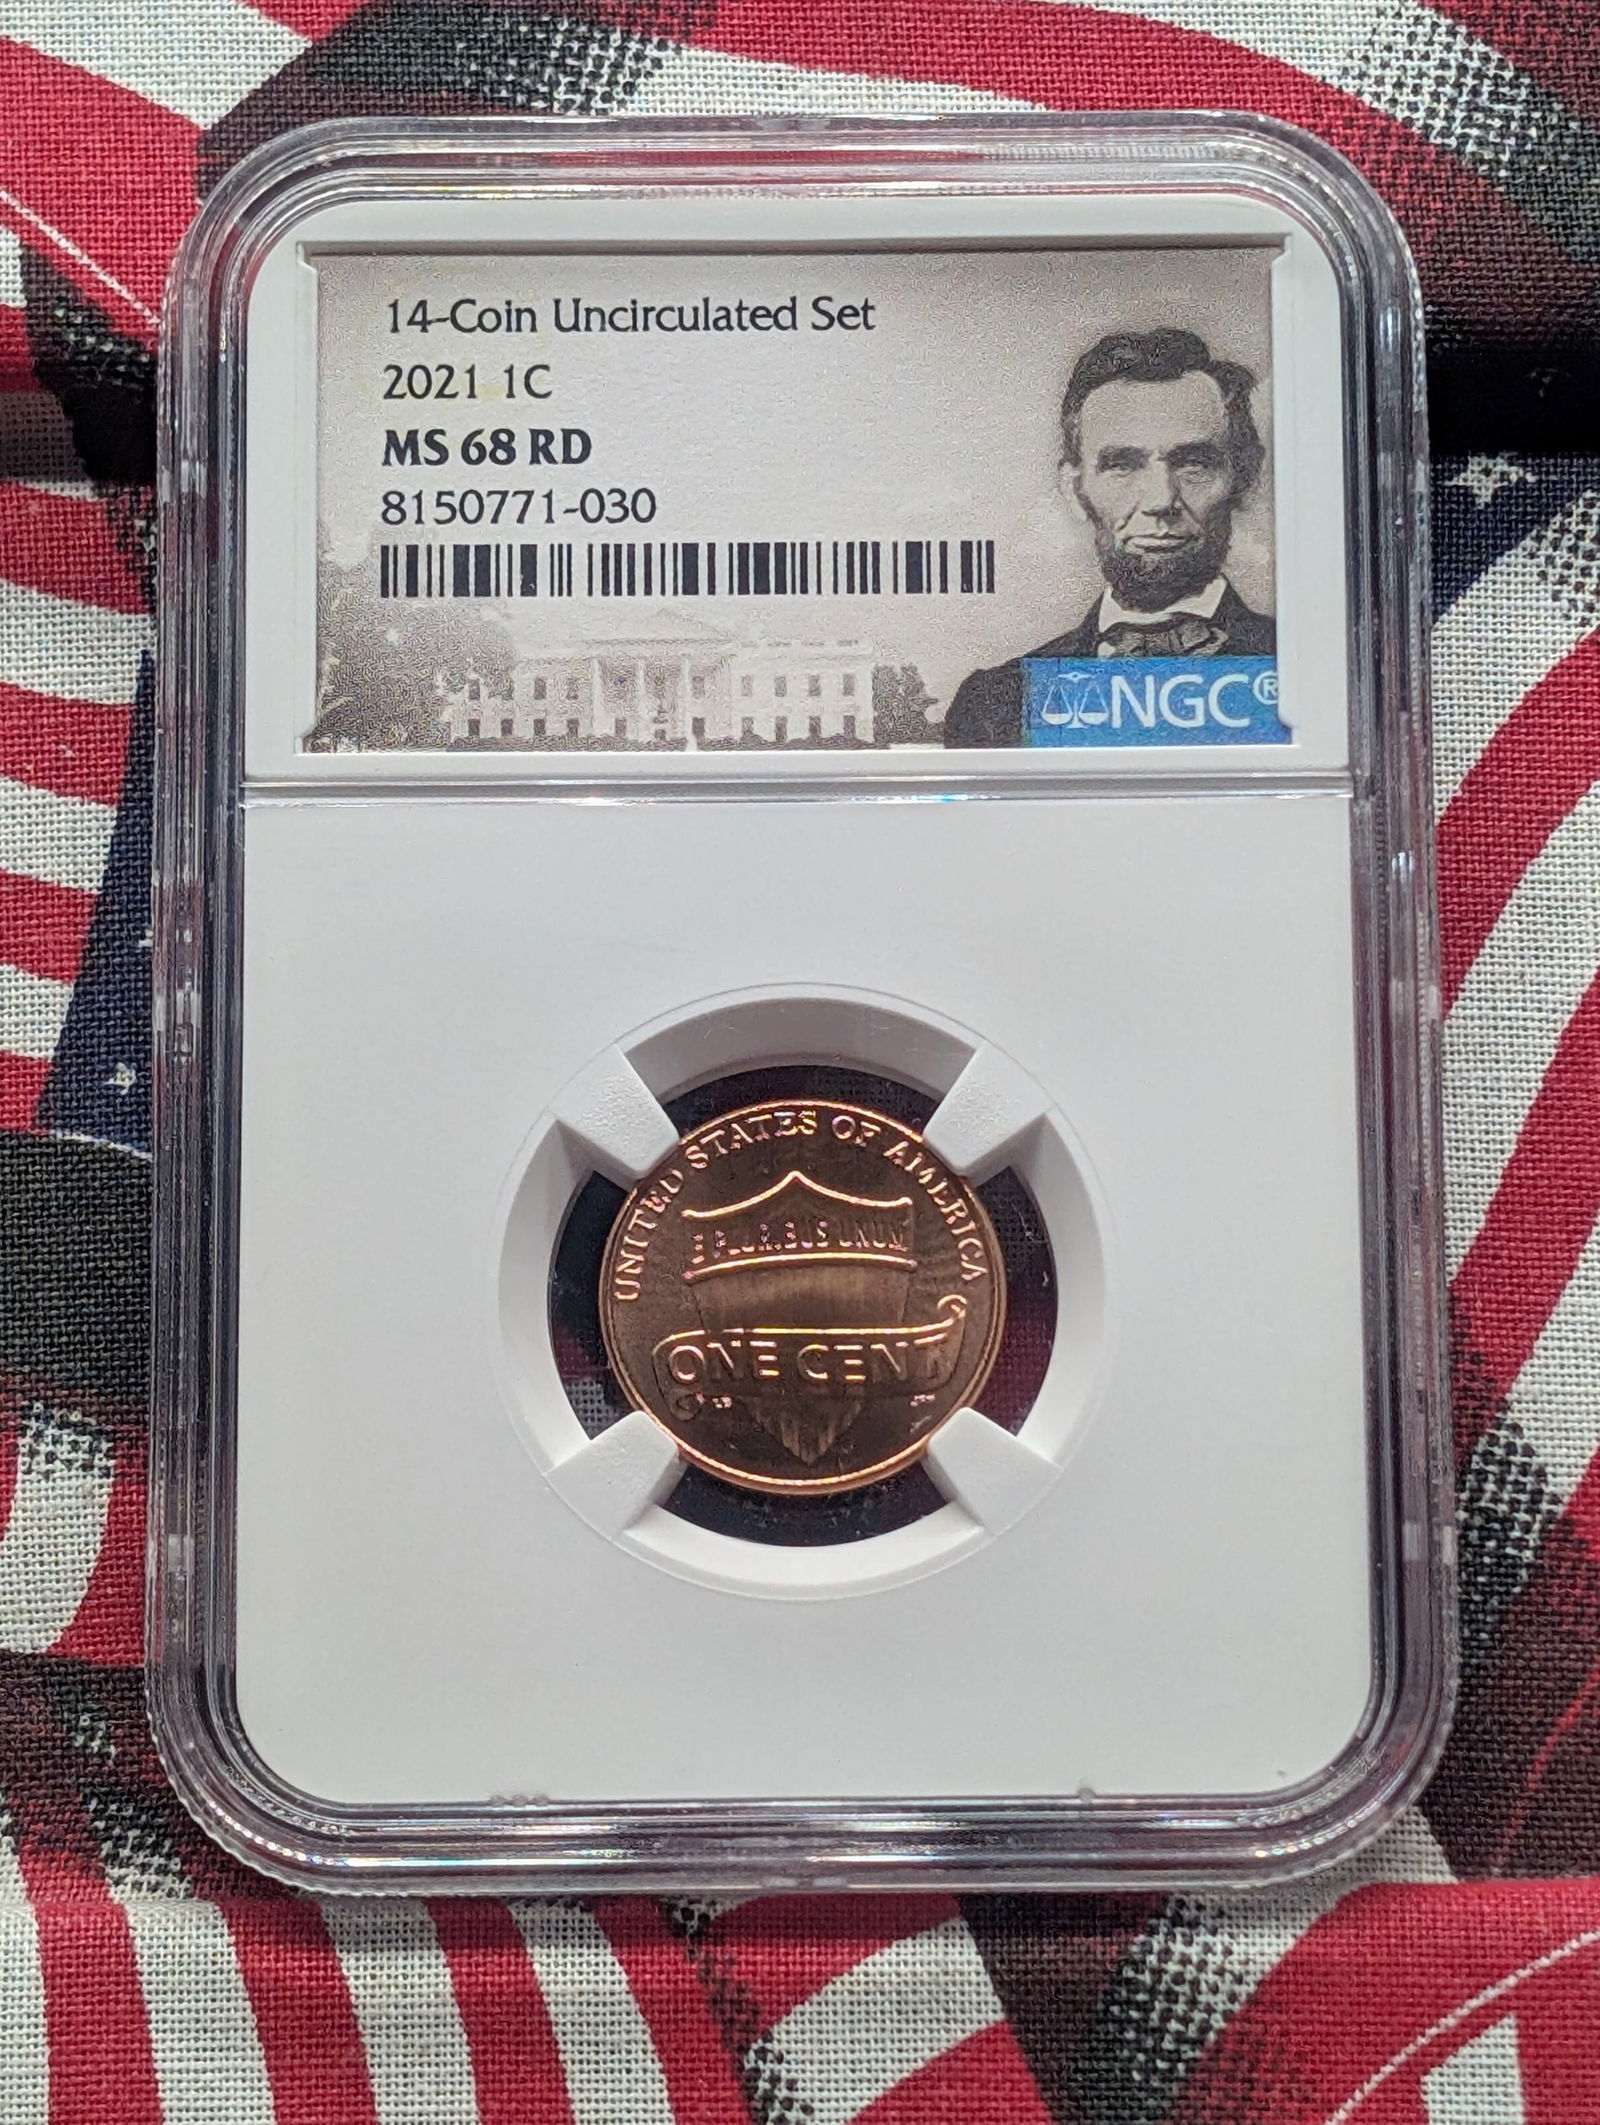 14-Coin Uncirculated Set
2021 1C
MS 68 RD
8150771-030
NGC®
UNITED STATES OF AMERICA
E PLURIBUS UNUM
ONE CENT